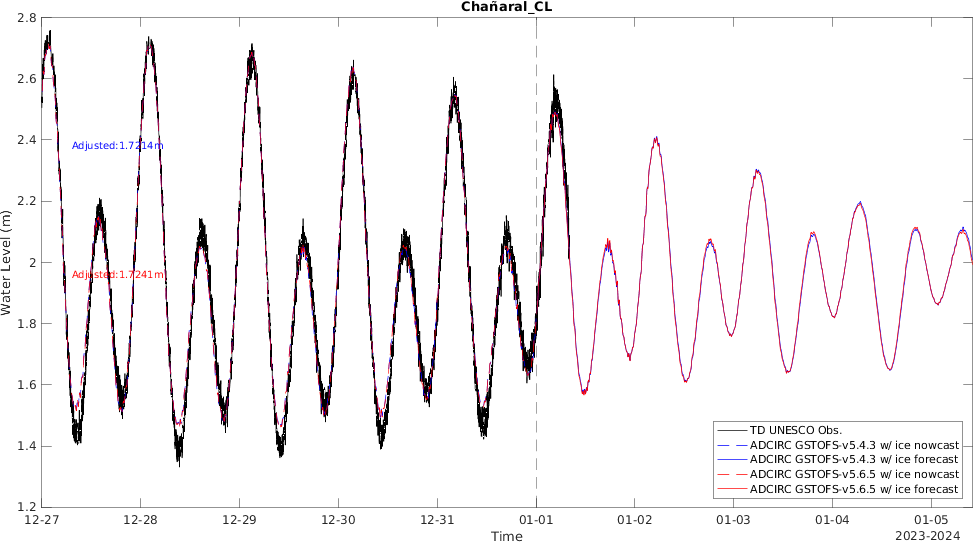 Chañaral_CL
2.8
2.6
2.4
2.2
2
1.8
1.6
1.4
1.2
Water Level (m)
Adjusted:1.7214m
Adjusted:1.7241m
TD UNESCO Obs.
ADCIRC GSTOFS-v5.4.3 w/ ice nowcast
ADCIRC GSTOFS-v5.4.3 w/ ice forecast
ADCIRC GSTOFS-v5.6.5 w/ ice nowcast
ADCIRC GSTOFS-v5.6.5 w/ ice forecast
12-27 12-28 12-29 12-30 12-31 01-01 01-02 01-03 01-04 01-05
Time
2023-2024